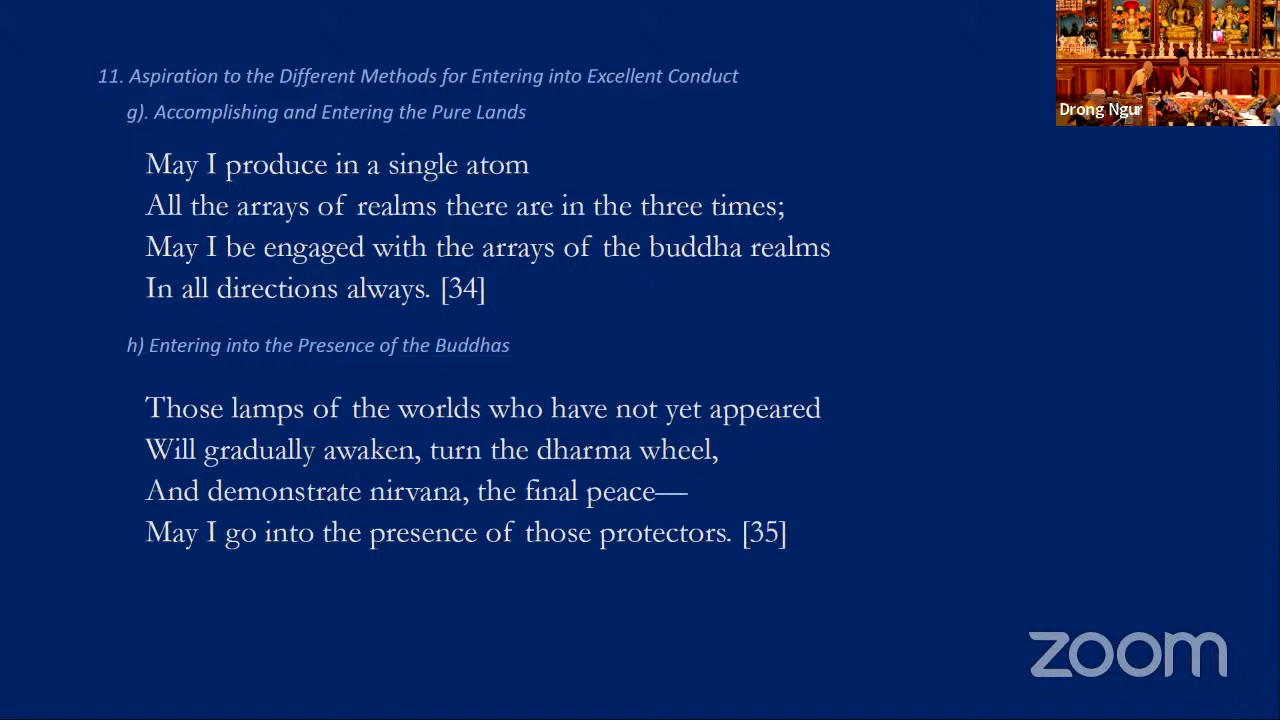 11. Aspiration to the Different Methods for Entering into Excellent Conduct
g). Accomplishing and Entering the Pure Lands
May I produce in a single atom
All the arrays of realms there are in the three times;
May I be engaged with the arrays of the buddha realms
In all directions always. [34]
h) Entering into the Presence of the Buddhas
Those lamps of the worlds who have not yet appeared
Will gradually awaken, turn the dharma wheel,
And demonstrate nirvana, the final peace—
May I go into the presence of those protectors. [35]
Drong Ngur
zoom